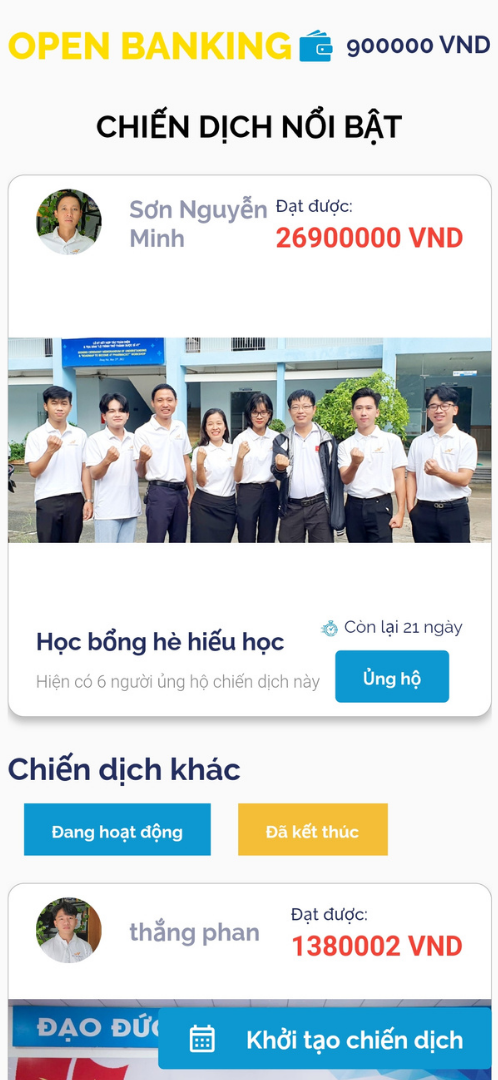 OPEN BANKING 900000 VND
CHIẾN DỊCH NỔI BẬT
Sơn Nguyễn
Minh
Đạt được:
26900000 VND
Còn lại 21 ngày
Học bổng hè hiếu học
Hiện có 6 người ủng hộ chiến dịch này
Ủng hộ
Chiến dịch khác
Đang hoạt động
Đã kết thúc
thắng phan
Đạt được:
1380002 VND
ĐẠO ĐỨC
Khởi tạo chiến dịch